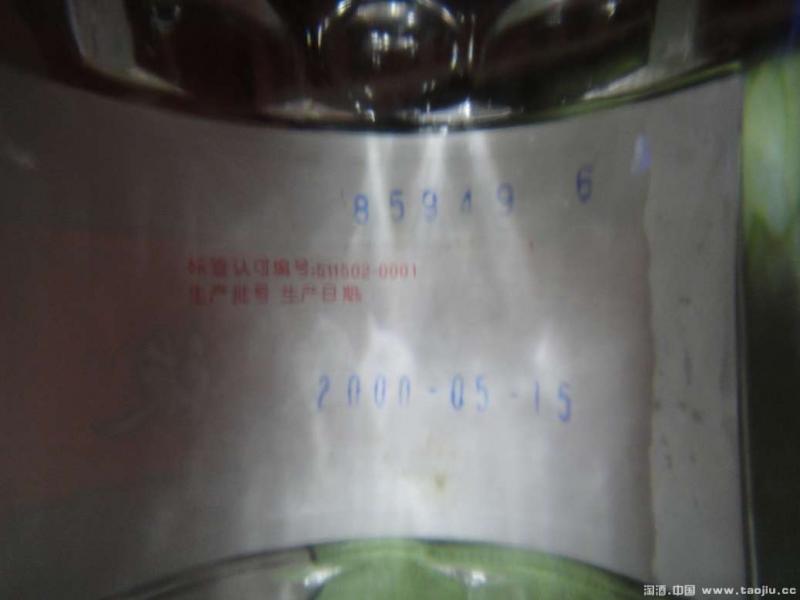 85949 6
标签认可编号:511502-0001
生产批号 生产日期:
2000-05-15
淘酒.中国 www.taojiu.cc